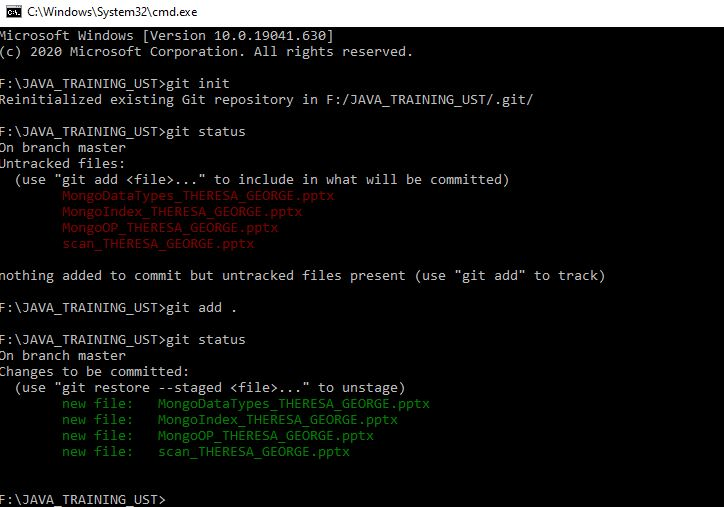 C:\Windows\System32\cmd.exe
Microsoft Windows [Version 10.0.19041.630]
(c) 2020 Microsoft Corporation. All rights reserved.
F:\JAVA_TRAINING_UST>git init
Reinitialized existing Git repository in F:/JAVA_TRAINING_UST/.git/
F:\JAVA_TRAINING_UST>git status
On branch master
Untracked files:
(use "git add <file>..." to include in what will be committed)
MongoDataTypes_THERESA_GEORGE.pptx
MongoIndex_THERESA_GEORGE.pptx
MongoOP_THERESA_GEORGE.pptx
scan_THERESA_GEORGE.pptx
nothing added to commit but untracked files present (use "git add" to track)
F:\JAVA_TRAINING_UST>git add .
F:\JAVA_TRAINING_UST>git status
On branch master
Changes to be committed:
(use "git restore --staged <file>..." to unstage)
new file:   MongoDataTypes_THERESA_GEORGE.pptx
new file:   MongoIndex_THERESA_GEORGE.pptx
new file:   MongoOP_THERESA_GEORGE.pptx
new file:   scan_THERESA_GEORGE.pptx
F:\JAVA_TRAINING_UST>